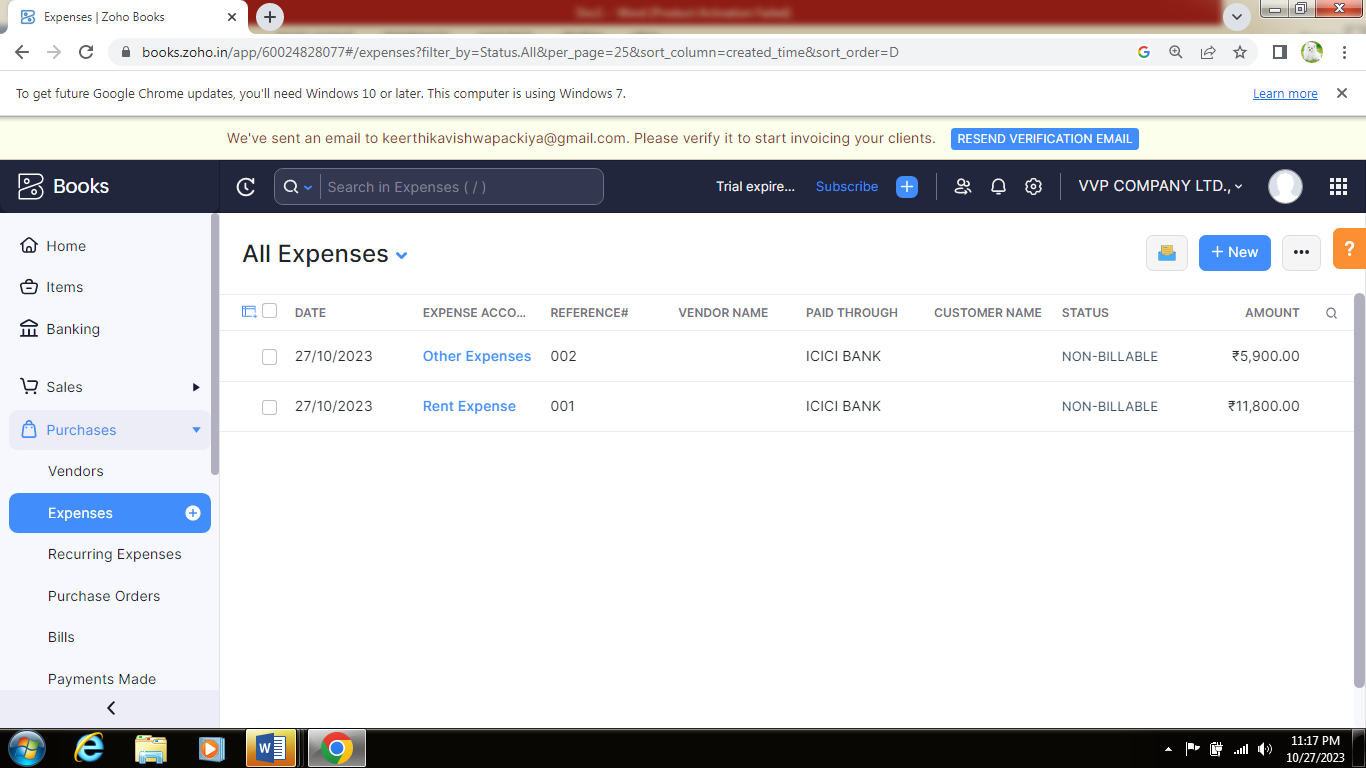 Expenses | Zoho Books
books.zoho.in/app/60024828077#/expenses?filter_by=Status.All&per_page=25&sort_column=created_time&sort_order=D
To get future Google Chrome updates, you'll need Windows 10 or later. This computer is using Windows 7.
Learn more
We've sent an email to keerthikavishwapackiya@gmail.com. Please verify it to start invoicing your clients.
RESEND VERIFICATION EMAIL
Books
Search in Expenses ( / )
Trial expire...
Subscribe
VVP COMPANY LTD.,
Home
Items
Banking
Sales
Purchases
Vendors
Expenses
Recurring Expenses
Purchase Orders
Bills
Payments Made
All Expenses
+ New
?
DATE EXPENSE ACCO... REFERENCE# VENDOR NAME PAID THROUGH CUSTOMER NAME STATUS AMOUNT
27/10/2023 Other Expenses 002 ICICI BANK NON-BILLABLE ₹5,900.00
27/10/2023 Rent Expense 001 ICICI BANK NON-BILLABLE ₹11,800.00
11:17 PM
10/27/2023